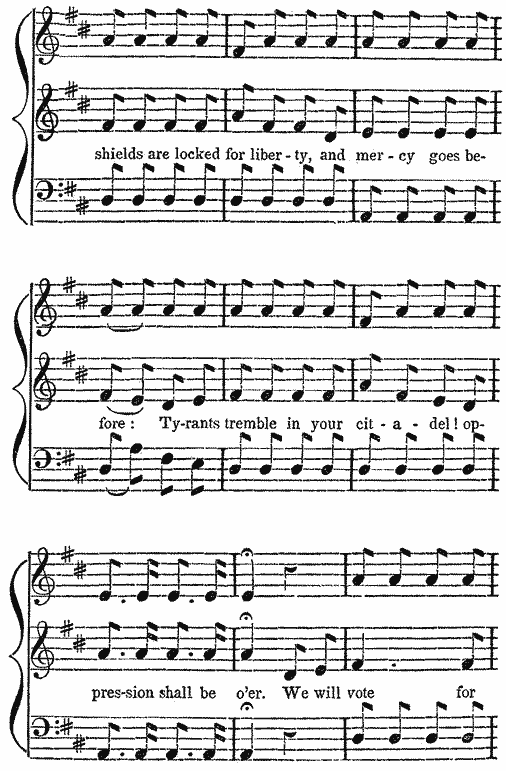 shields are locked for liber - ty, and mer - cy goes be-
fore : Ty-rants tremble in your cit - a - del ! op-
pres-sion shall be o'er. We will vote for